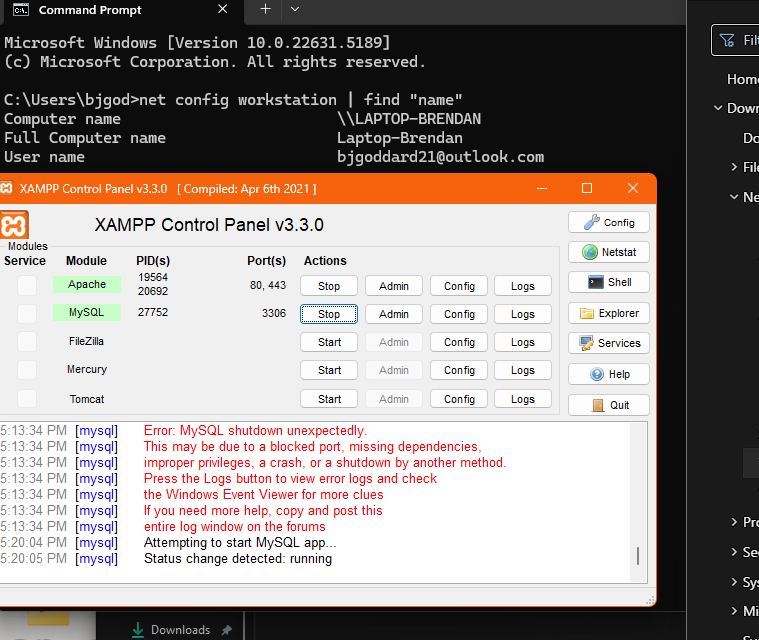 Command Prompt
Microsoft Windows [Version 10.0.22631.5189]
(c) Microsoft Corporation. All rights reserved.
C:\Users\bjgod>net config workstation | find "name"
Computer name \\LAPTOP-BRENDAN
Full Computer name Laptop-Brendan
User name bjgoddard21@outlook.com
XAMPP Control Panel v3.3.0 [ Compiled: Apr 6th 2021 ]
XAMPP Control Panel v3.3.0
Config
Modules
Service Module PID(s) Port(s) Actions
Netstat
Apache 19564 20692 80, 443 Stop Admin Config Logs
Shell
MySQL 27752 3306 Stop Admin Config Logs
Explorer
FileZilla Start Admin Config Logs
Services
Mercury Start Admin Config Logs
Help
Tomcat Start Admin Config Logs
Quit
5:13:34 PM [mysql] Error: MySQL shutdown unexpectedly.
5:13:34 PM [mysql] This may be due to a blocked port, missing dependencies,
5:13:34 PM [mysql] improper privileges, a crash, or a shutdown by another method.
5:13:34 PM [mysql] Press the Logs button to view error logs and check
5:13:34 PM [mysql] the Windows Event Viewer for more clues
5:13:34 PM [mysql] If you need more help, copy and post this
5:13:34 PM [mysql] entire log window on the forums
5:20:04 PM [mysql] Attempting to start MySQL app...
5:20:05 PM [mysql] Status change detected: running
Downloads
Filt
Home
Down
Do
File
Ne
Pro
Se
Sys
Mi